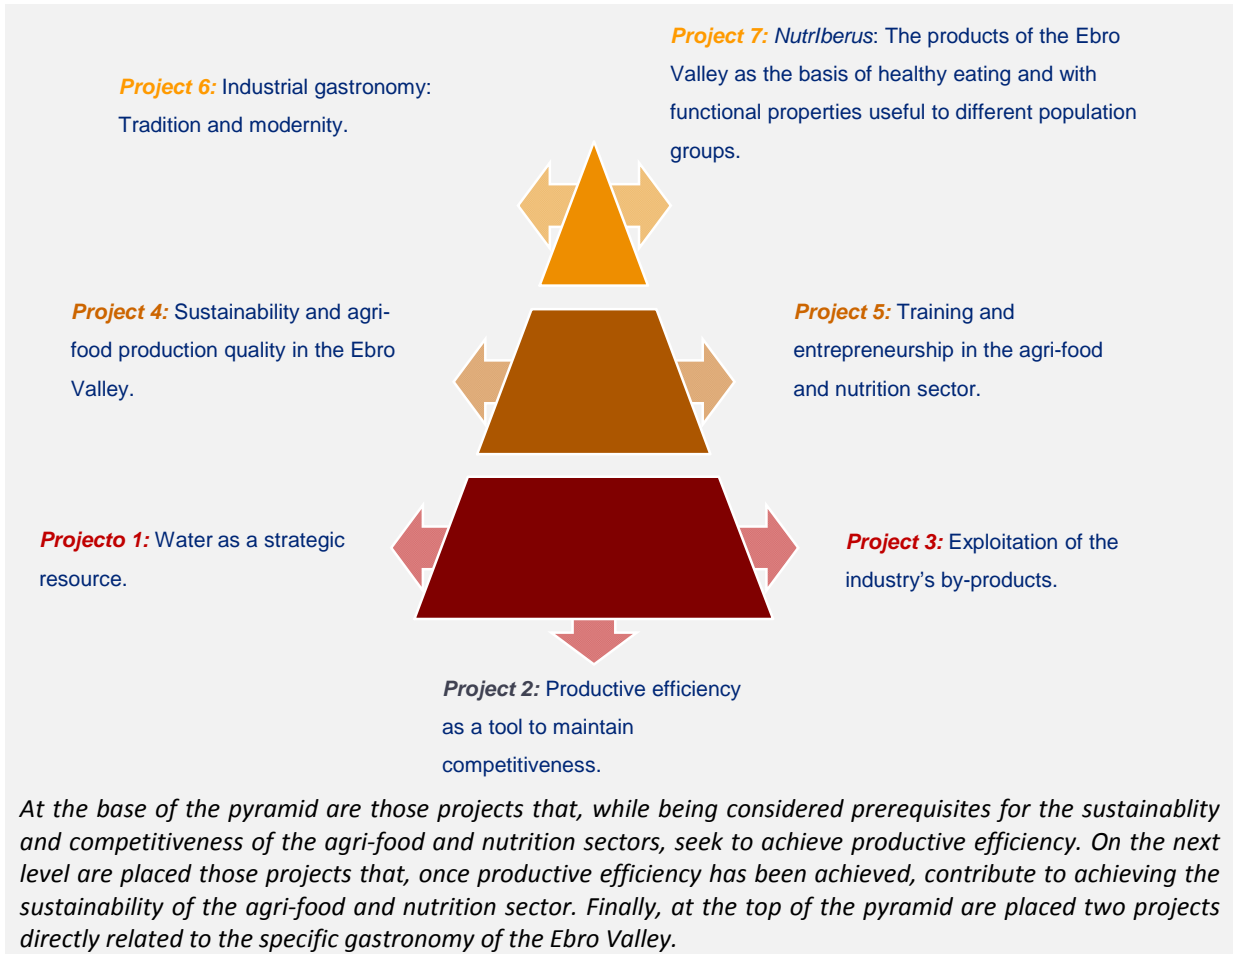 Project 6: Industrial gastronomy:
Tradition and modernity.
Project 7: NutrIberus: The products of the Ebro
Valley as the basis of healthy eating and with
functional properties useful to different population
groups.
Project 4: Sustainability and agri-
food production quality in the Ebro
Valley.
Project 5: Training and
entrepreneurship in the agri-food
and nutrition sector.
Projecto 1: Water as a strategic
resource.
Project 3: Exploitation of the
industry's by-products.
Project 2: Productive efficiency
as a tool to maintain
competitiveness.
At the base of the pyramid are those projects that, while being considered prerequisites for the sustainablity
and competitiveness of the agri-food and nutrition sectors, seek to achieve productive efficiency. On the next
level are placed those projects that, once productive efficiency has been achieved, contribute to achieving the
sustainability of the agri-food and nutrition sector. Finally, at the top of the pyramid are placed two projects
directly related to the specific gastronomy of the Ebro Valley.